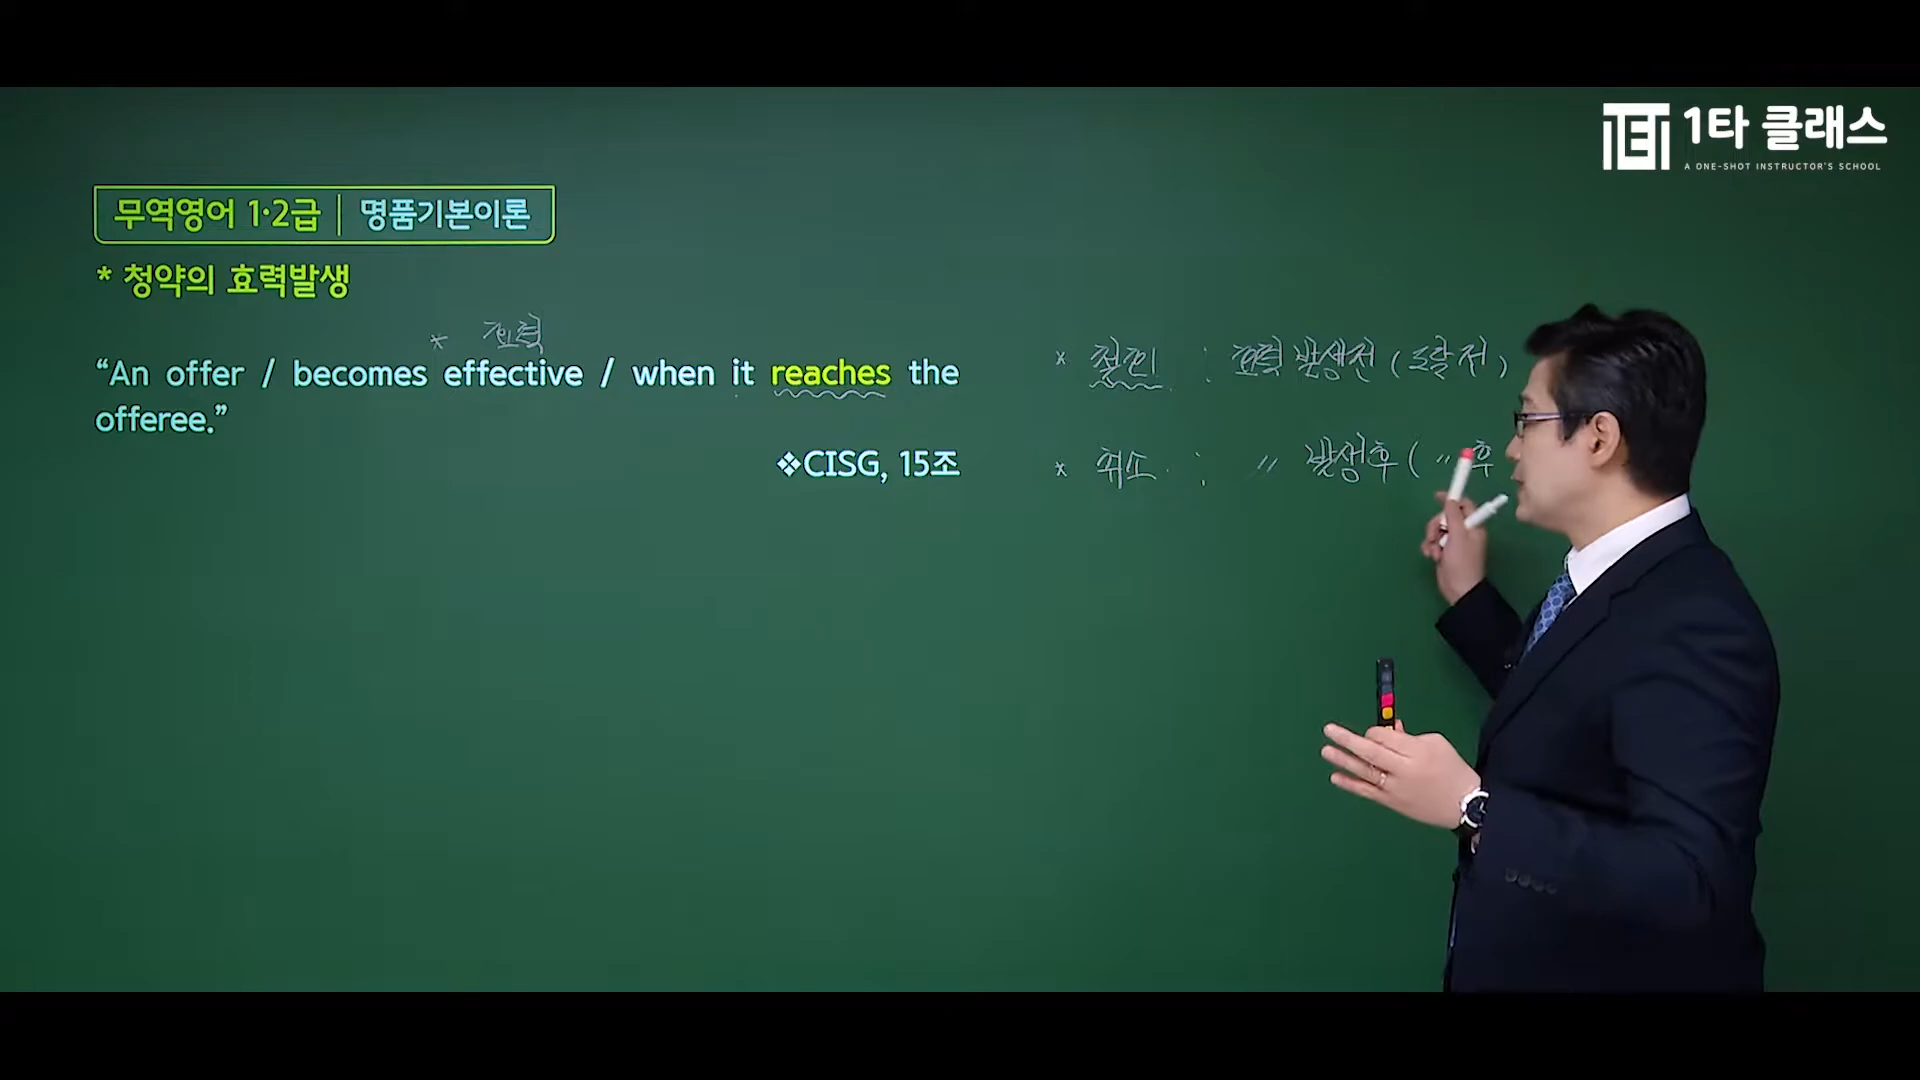 1타 클래스
A ONE-SHOT INSTRUCTOR'S SCHOOL
무역영어 1·2급 | 명품기본이론
* 청약의 효력발생
* 효력
“An offer / becomes effective / when it reaches the
offeree.”
❖CISG, 15조
* 철회 : 효력 발생전 (도달 전)
* 취소 : 〃 발생후 ( 〃 후